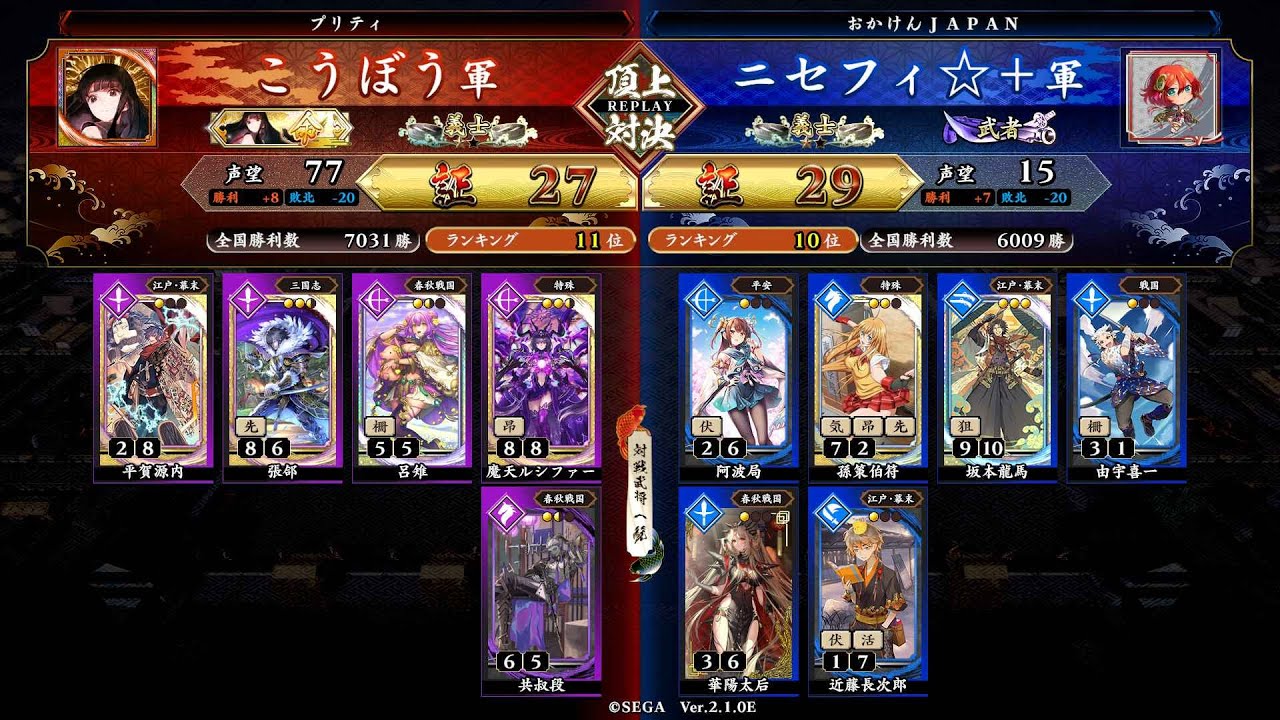 プリティ
おかけんJAPAN
こうぼう軍
頂上
REPLAY
対決
ニセフィ☆＋軍
義士
義士
武者
声望 77
勝利 +8 敗北 -20
証 27
証 29
声望 15
勝利 +7 敗北 -20
全国勝利数 7031勝
ランキング 11位
ランキング 10位
全国勝利数 6009勝
江戸・幕末
三国志
春秋戦国
特殊
平安
特殊
江戸・幕末
戦国
先
柵
昴
伏
気 昴 先
狙
柵
2 8
8 6
5 5
8 8
2 6
7 2
9 10
3 1
平賀源内
張郃
呂雉
魔天ルシファー
阿波局
孫策伯符
坂本龍馬
由宇喜一
対戦武将一覧
春秋戦国
春秋戦国
江戸・幕末
伏 活
6 5
3 6
1 7
共叔段
華陽太后
近藤長次郎
©SEGA Ver.2.1.0E